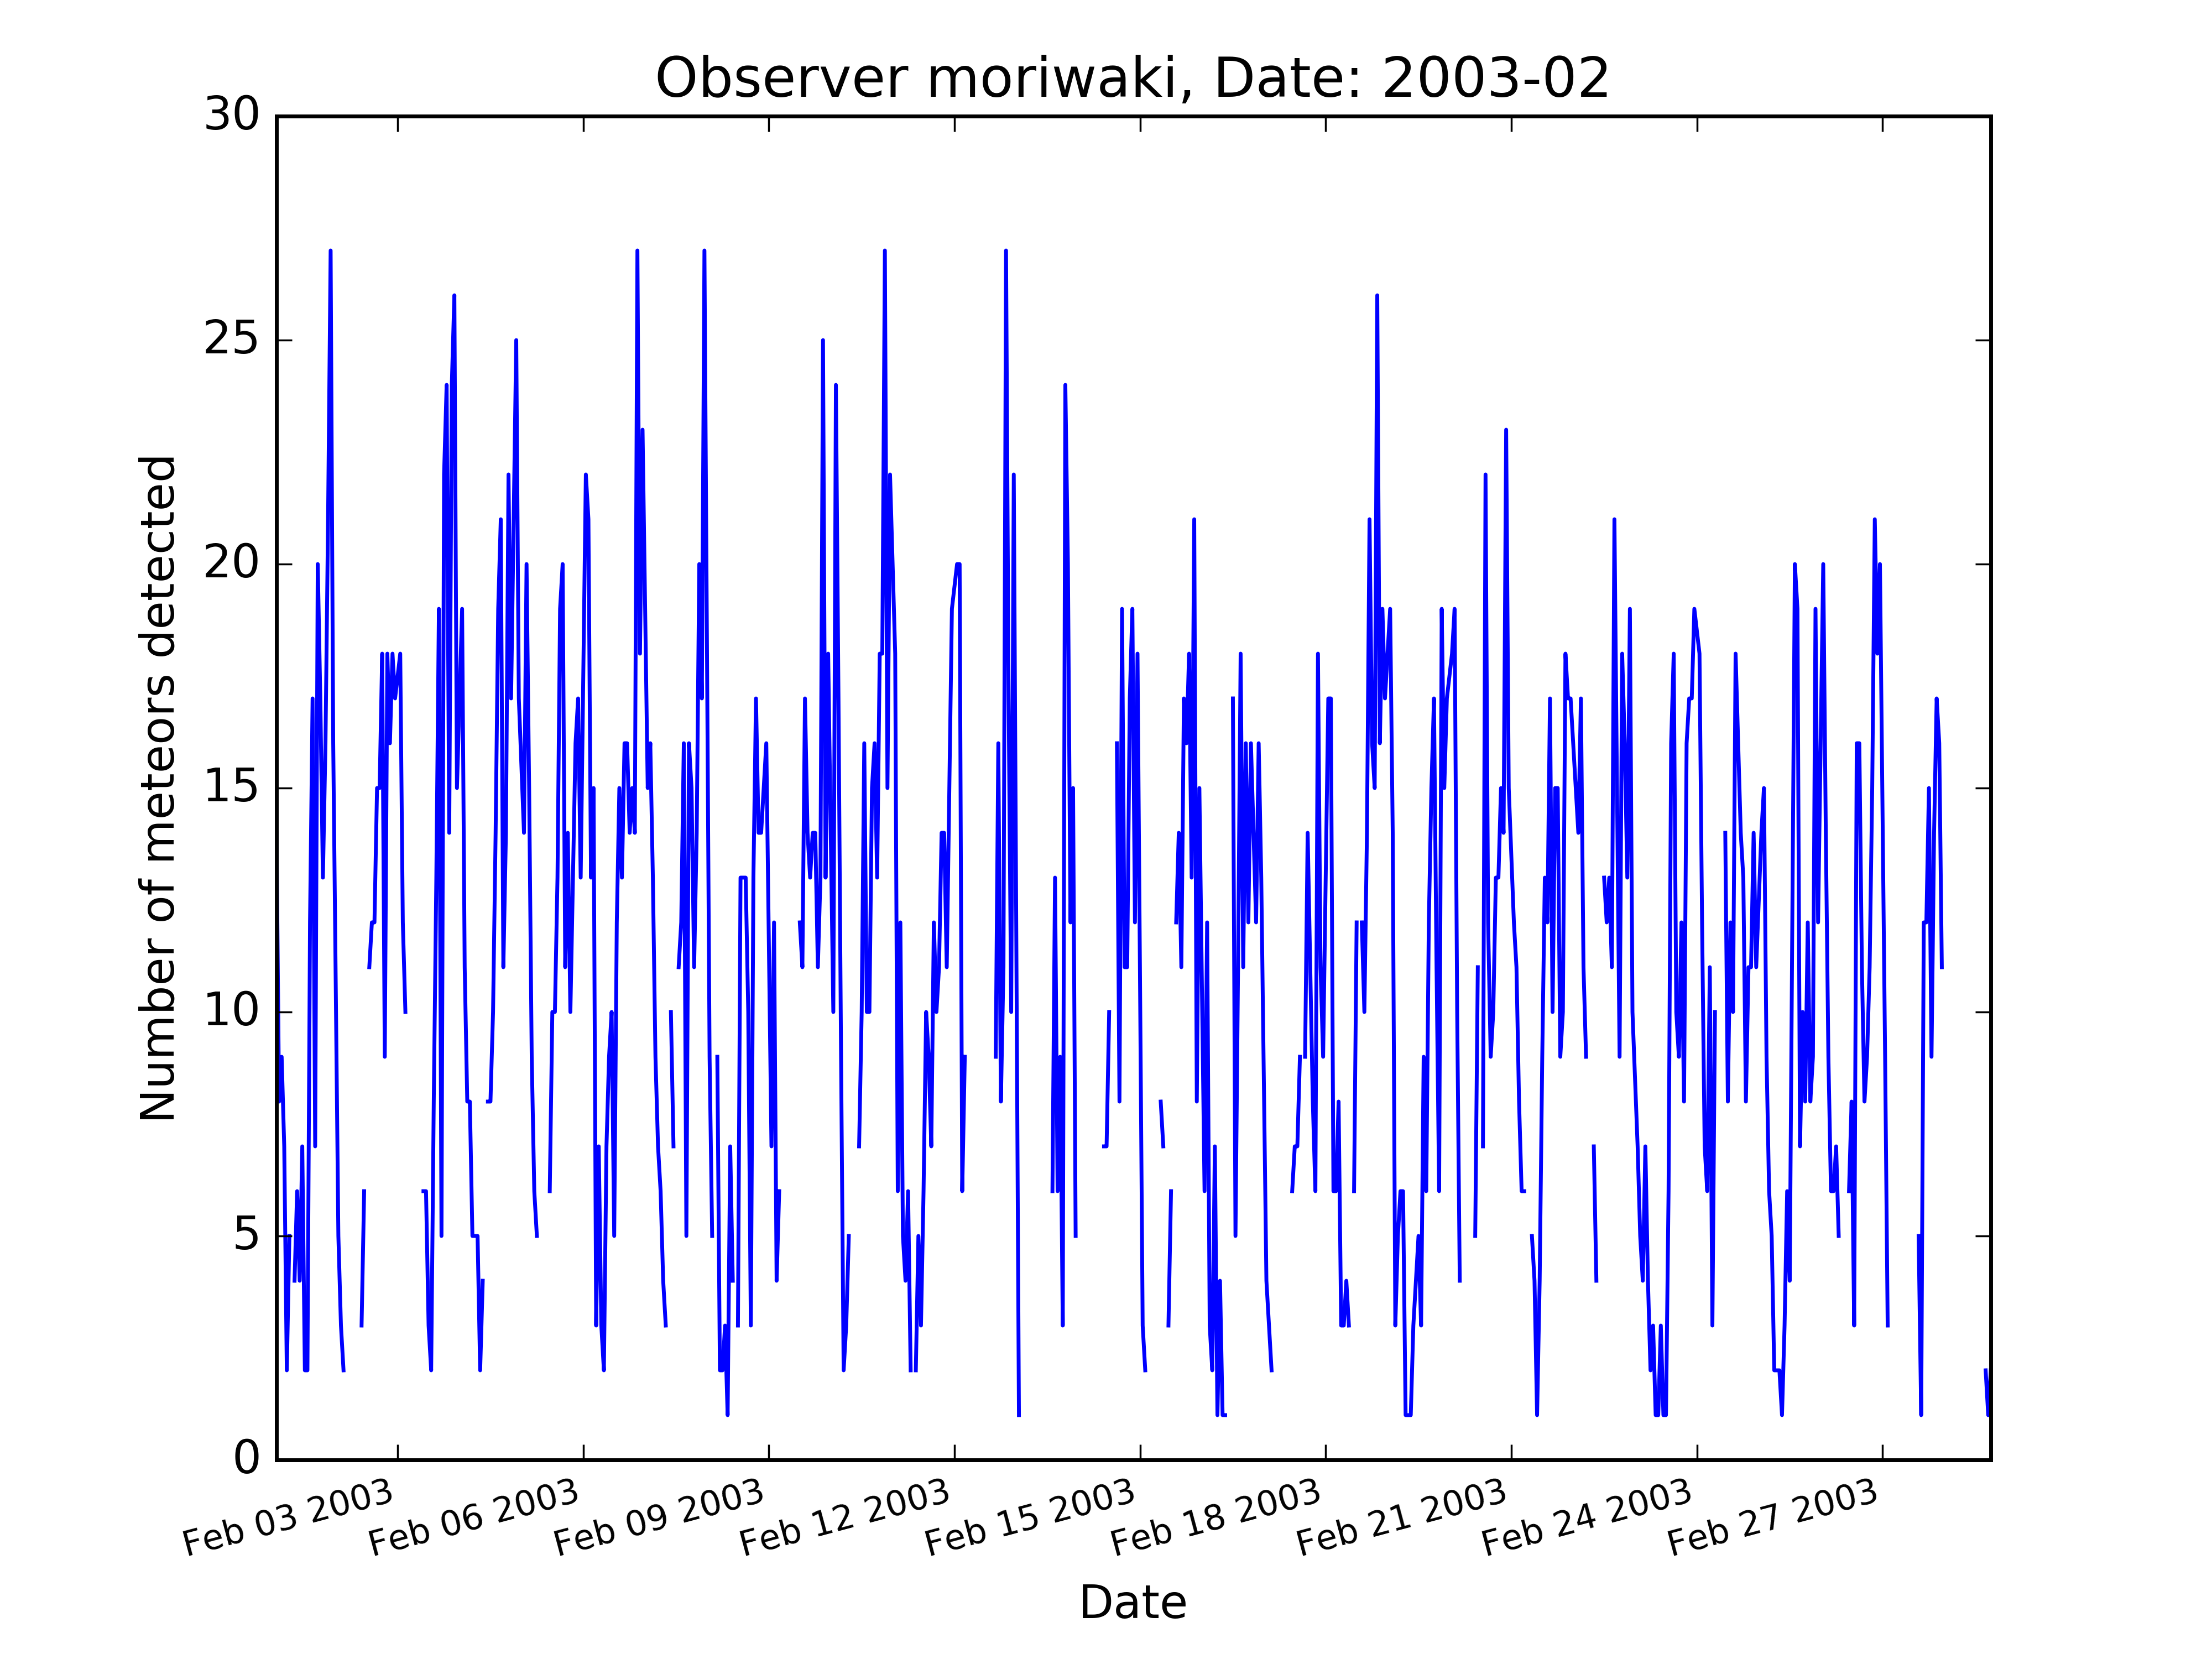 Observer moriwaki, Date: 2003-02
30
25
20
15
10
5
0
Number of meteors detected
Feb 03 2003
Feb 06 2003
Feb 09 2003
Feb 12 2003
Feb 15 2003
Feb 18 2003
Feb 21 2003
Feb 24 2003
Feb 27 2003
Date